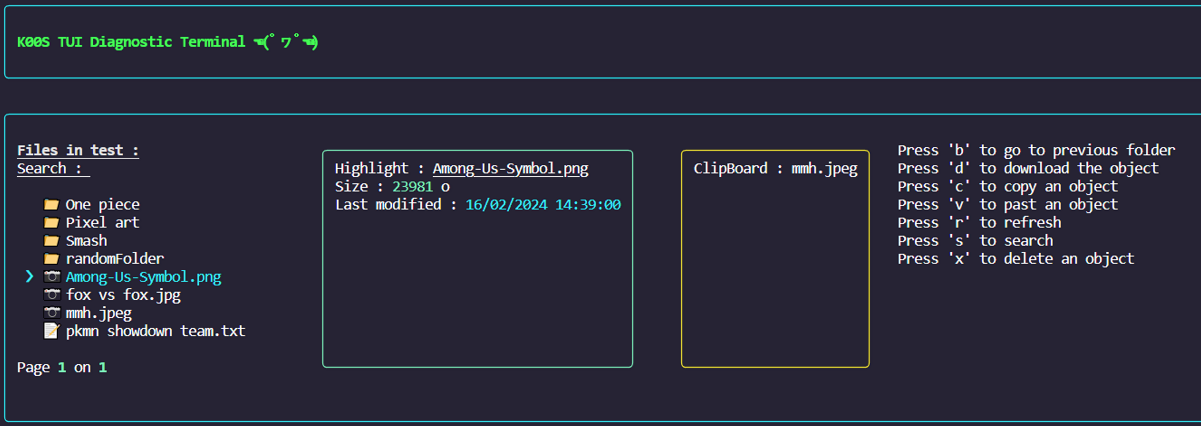 K00S TUI Diagnostic Terminal ☚(ﾟヮﾟ☚)
Files in test :
Search :
One piece
Pixel art
Smash
randomFolder
❯ Among-Us-Symbol.png
fox vs fox.jpg
mmh.jpeg
pkmn showdown team.txt
Page 1 on 1
Highlight : Among-Us-Symbol.png
Size : 23981 o
Last modified : 16/02/2024 14:39:00
ClipBoard : mmh.jpeg
Press 'b' to go to previous folder
Press 'd' to download the object
Press 'c' to copy an object
Press 'v' to past an object
Press 'r' to refresh
Press 's' to search
Press 'x' to delete an object